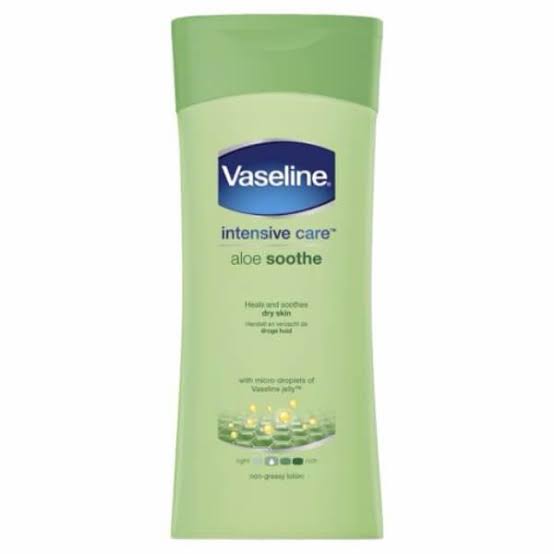 Vaseline.
intensive care™
aloe soothe
Heals and soothes
dry skin
Herstelt en verzacht de
droge huid
with micro-droplets of
Vaseline jelly™
light rich
non-greasy lotion